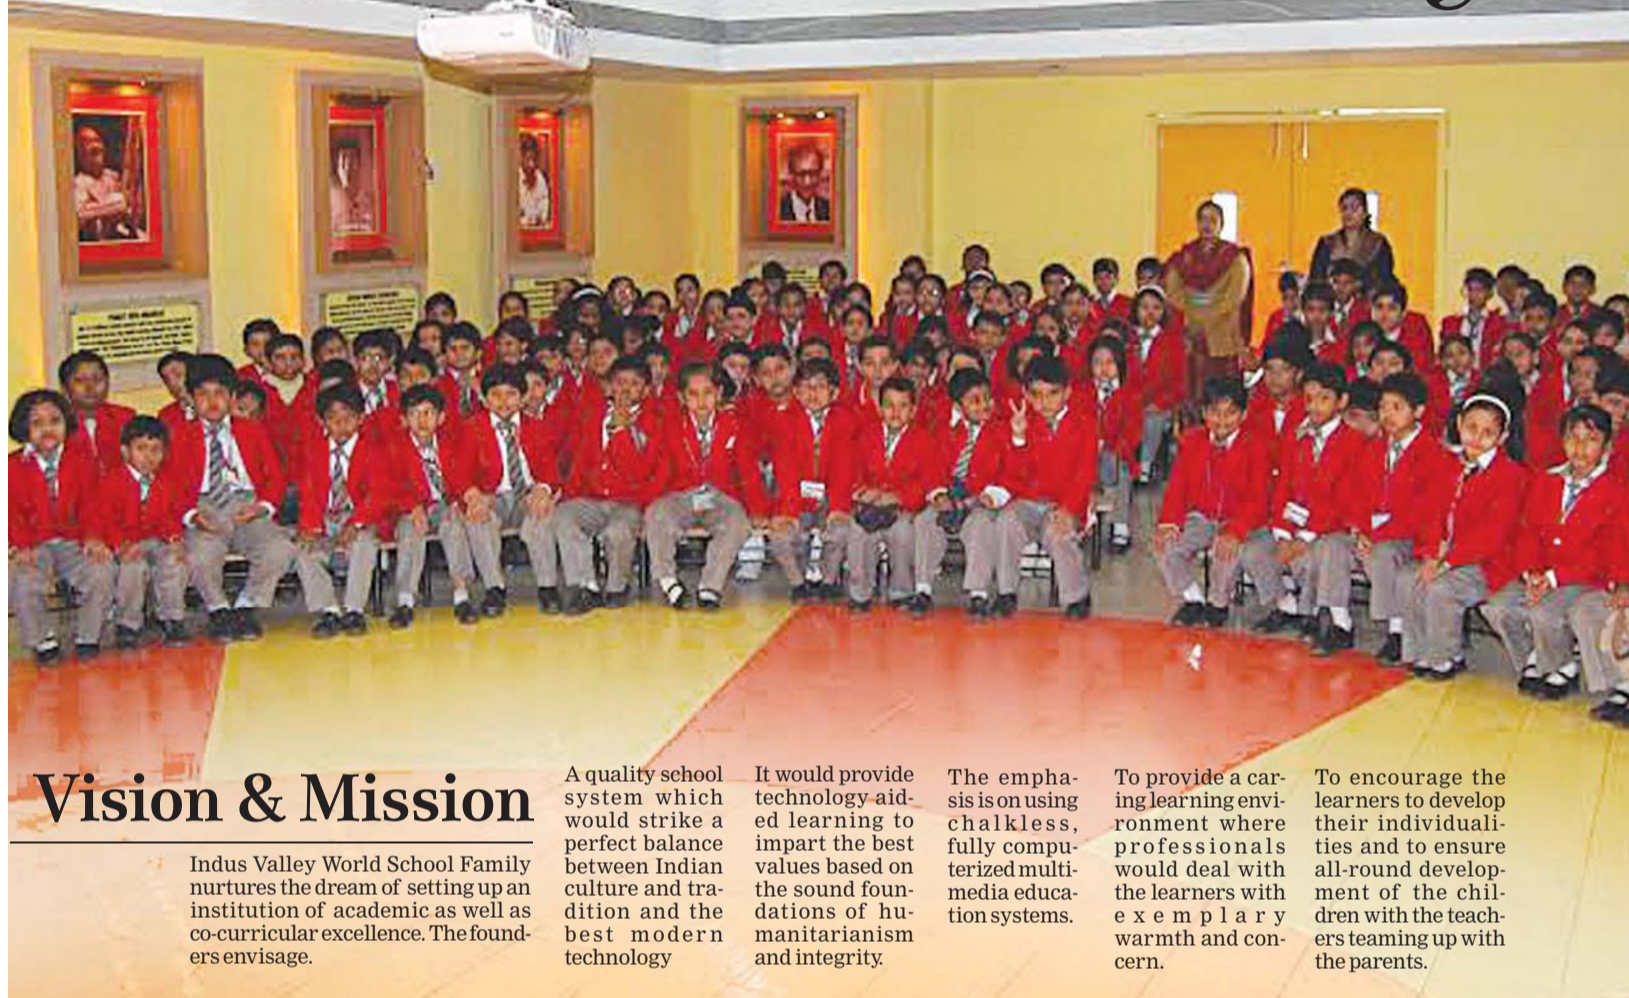 Vision & Mission
Indus Valley World School Family
nurtures the dream of setting up an
institution of academic as well as
co-curricular excellence. The found-
ers envisage.
A quality school
system which
would strike a
perfect balance
between Indian
culture and tra-
dition and the
best modern
technology
It would provide
technology aid-
ed learning to
impart the best
values based on
the sound foun-
dations of hu-
manitarianism
and integrity.
The empha-
sis is on using
chalkless,
fully compu-
terized multi-
media educa-
tion systems.
To provide a car-
ing learning envi-
ronment where
professionals
would deal with
the learners with
exemplary
warmth and con-
cern.
To encourage the
learners to develop
their individuali-
ties and to ensure
all-round develop-
ment of the chil-
dren with the teach-
ers teaming up with
the parents.